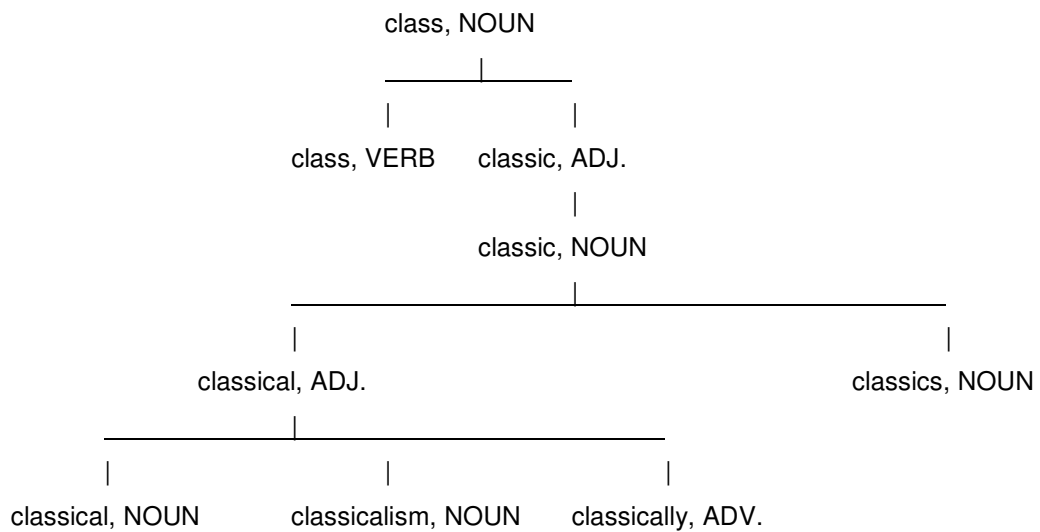 class, NOUN
class, VERB classic, ADJ.
classic, NOUN
classical, ADJ. classics, NOUN
classical, NOUN classicalism, NOUN classically, ADV.